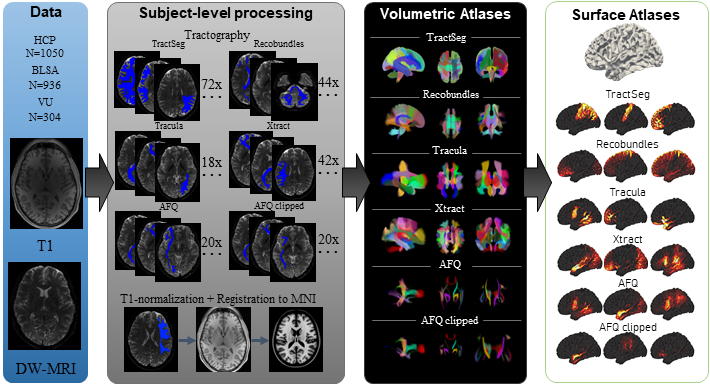 Data
HCP
N=1050
BLSA
N=936
VU
N=304
T1
DW-MRI
Subject-level processing
Tractography
TractSeg
Recobundles
72x
...
44x
...
Tracula
Xtract
18x
...
42x
...
AFQ
AFQ clipped
20x
...
20x
...
T1-normalization + Registration to MNI
Volumetric Atlases
TractSeg
Recobundles
Tracula
Xtract
AFQ
AFQ clipped
Surface Atlases
TractSeg
Recobundles
Tracula
Xtract
AFQ
AFQ clipped